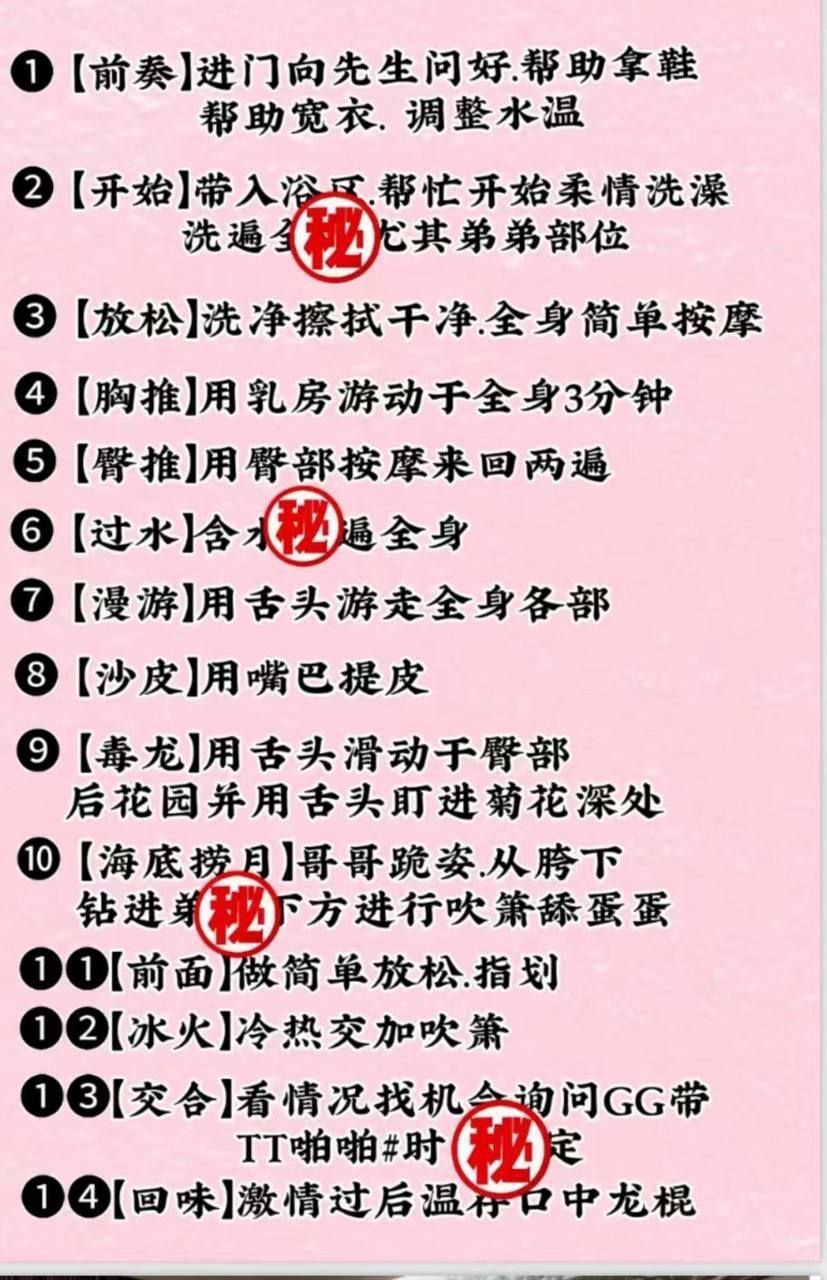 ❶【前奏】进门向先生问好.帮助拿鞋
帮助宽衣. 调整水温
❷【开始】带入浴区.帮忙开始柔情洗澡
洗遍 秘 尤其弟弟部位
❸【放松】洗净擦拭干净.全身简单按摩
❹【胸推】用乳房游动于全身3分钟
❺【臀推】用臀部按摩来回两遍
❻【过水】含 秘 遍全身
❼【漫游】用舌头游走全身各部
❽【沙皮】用嘴巴提皮
❾【毒龙】用舌头滑动于臀部
后花园并用舌头盯进菊花深处
❿【海底捞月】哥哥跪姿.从胯下
钻进 秘 下方进行吹箫舔蛋蛋
❶❶【前面】做简单放松.指划
❶❷【冰火】冷热交加吹箫
❶❸【交合】看情况找机会询问GG带
TT啪啪#时 秘 定
❶❹【回味】激情过后温存口中龙棍